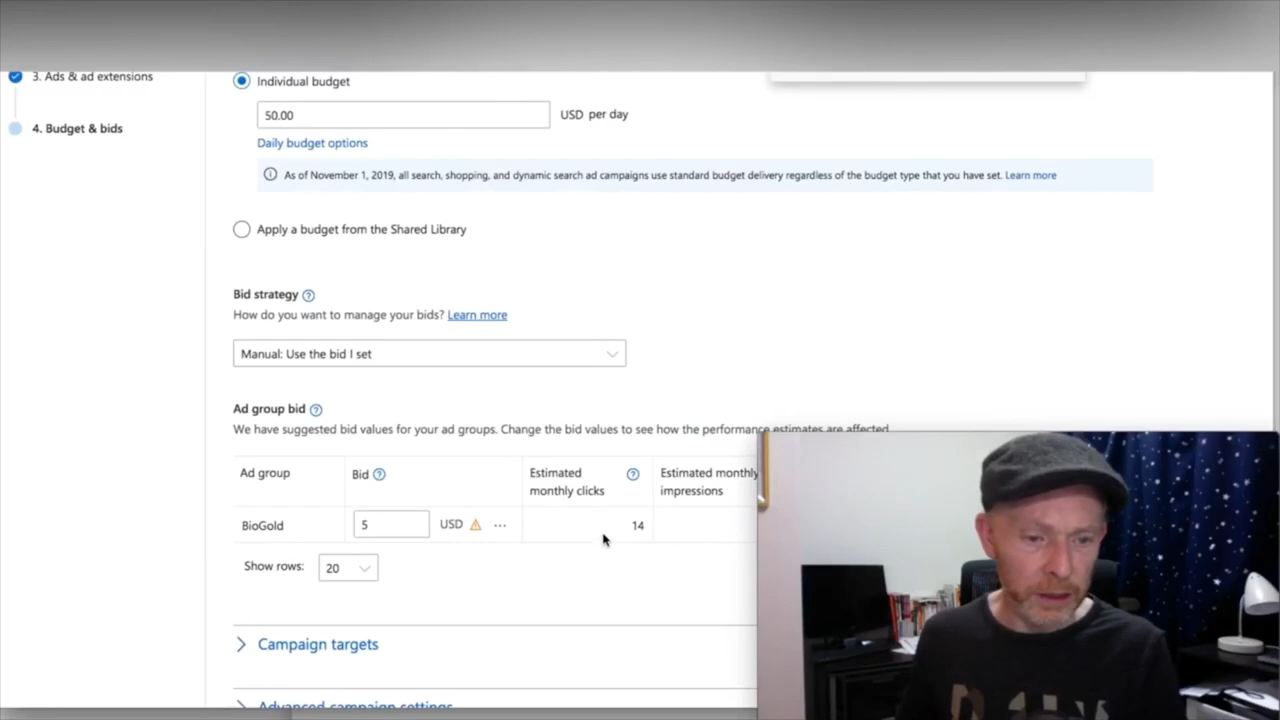 3. Ads & ad extensions
4. Budget & bids
Individual budget
50.00 USD per day
Daily budget options
As of November 1, 2019, all search, shopping, and dynamic search ad campaigns use standard budget delivery regardless of the budget type that you have set. Learn more
Apply a budget from the Shared Library
Bid strategy
How do you want to manage your bids? Learn more
Manual: Use the bid I set
Ad group bid
We have suggested bid values for your ad groups. Change the bid values to see how the performance estimates are affected.
Ad group Bid Estimated monthly clicks Estimated monthly impressions
BioGold 5 USD ... 14
Show rows: 20
Campaign targets
Advanced campaign settings